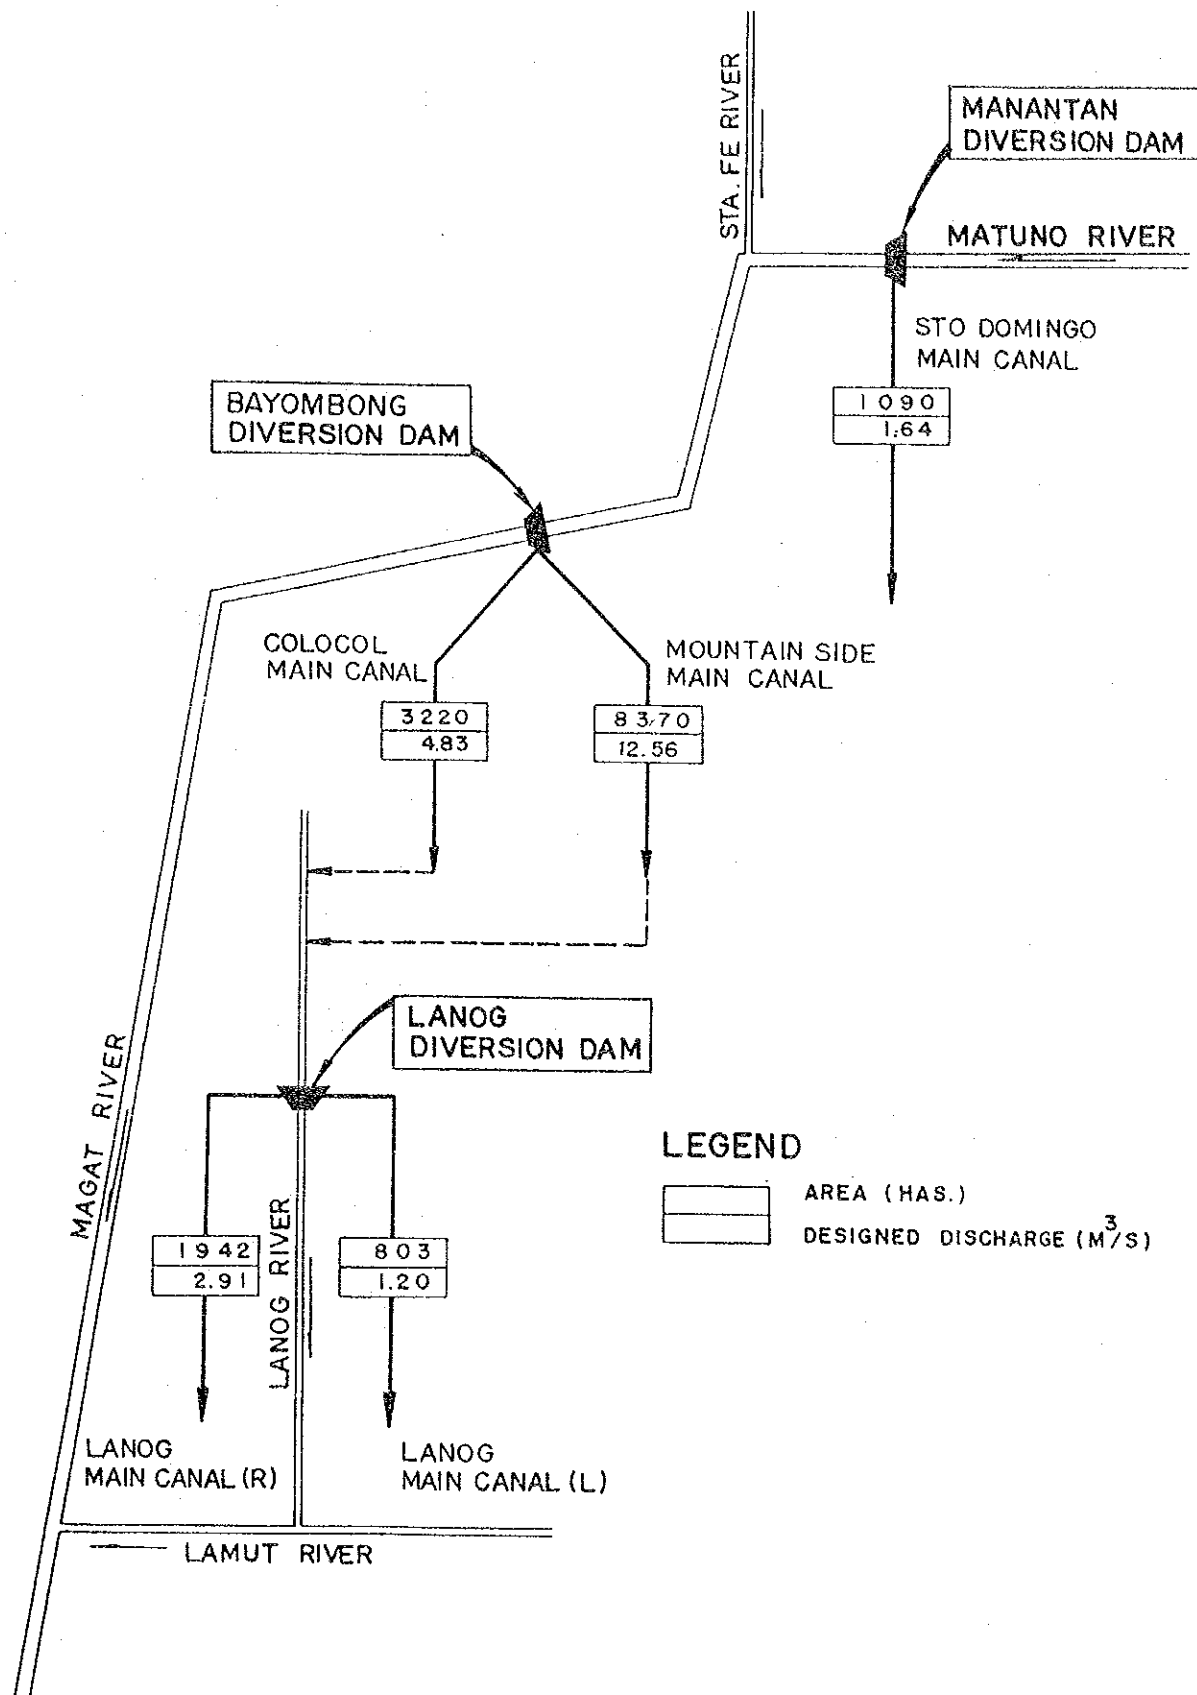 STA. FE RIVER
MANANTAN
DIVERSION DAM
MATUNO RIVER
STO DOMINGO
MAIN CANAL
1090
1.64
BAYOMBONG
DIVERSION DAM
COLOCOL
MAIN CANAL
3220
4.83
MOUNTAIN SIDE
MAIN CANAL
8370
12.56
LANOG
DIVERSION DAM
MAGAT RIVER
LANOG RIVER
1942
2.91
803
1.20
LEGEND
AREA (HAS.)
DESIGNED DISCHARGE (M³/S)
LANOG
MAIN CANAL (R)
LANOG
MAIN CANAL (L)
LAMUT RIVER